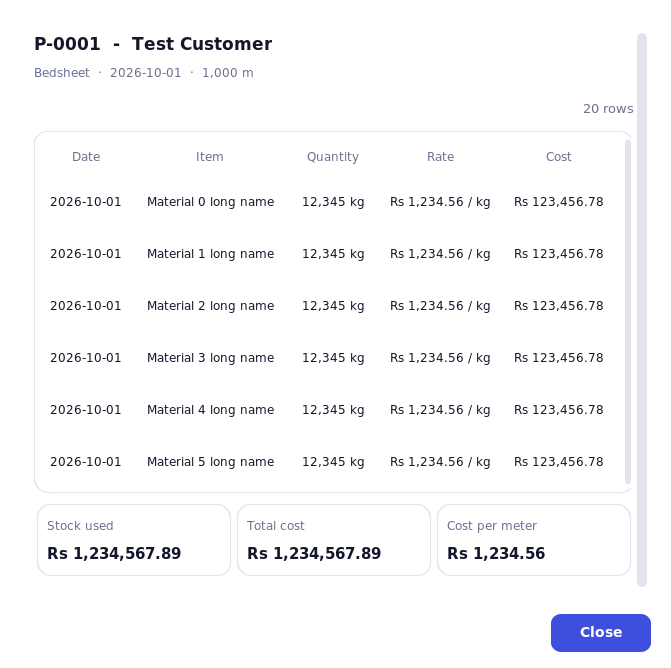 P-0001 - Test Customer
Bedsheet · 2026-10-01 · 1,000 m
20 rows
Date Item Quantity Rate Cost
2026-10-01 Material 0 long name 12,345 kg Rs 1,234.56 / kg Rs 123,456.78
2026-10-01 Material 1 long name 12,345 kg Rs 1,234.56 / kg Rs 123,456.78
2026-10-01 Material 2 long name 12,345 kg Rs 1,234.56 / kg Rs 123,456.78
2026-10-01 Material 3 long name 12,345 kg Rs 1,234.56 / kg Rs 123,456.78
2026-10-01 Material 4 long name 12,345 kg Rs 1,234.56 / kg Rs 123,456.78
2026-10-01 Material 5 long name 12,345 kg Rs 1,234.56 / kg Rs 123,456.78
Stock used Total cost Cost per meter
Rs 1,234,567.89 Rs 1,234,567.89 Rs 1,234.56
Close